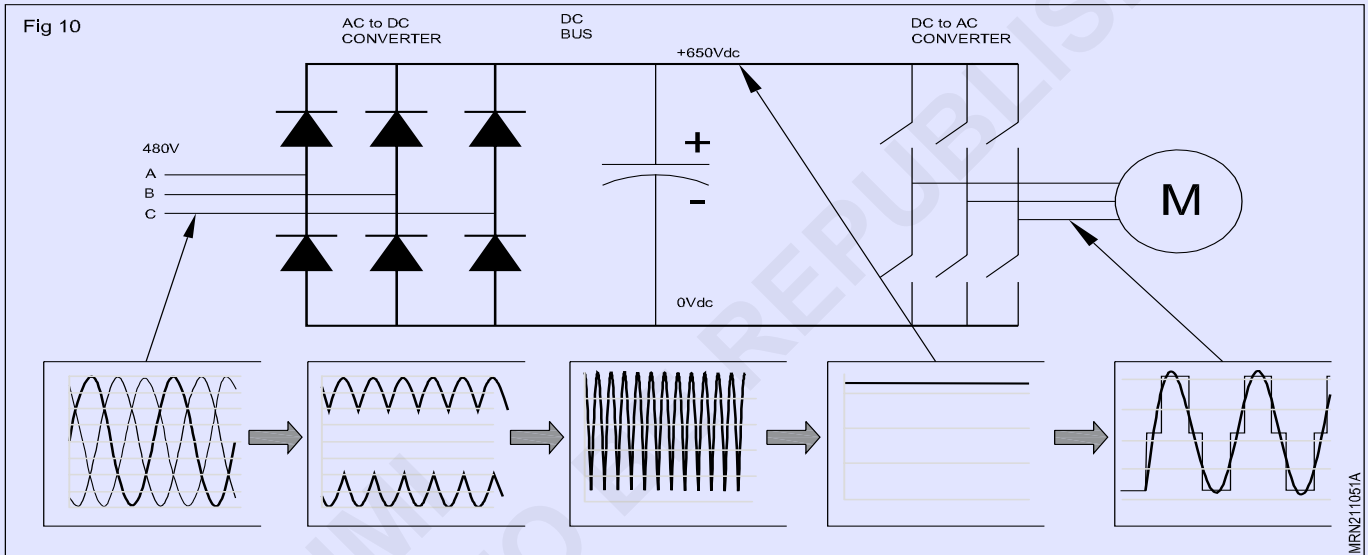 Fig 10
AC to DC
CONVERTER
DC
BUS
DC to AC
CONVERTER
+650Vdc
480V
A
B
C
+
-
M
0Vdc
MRN211051A